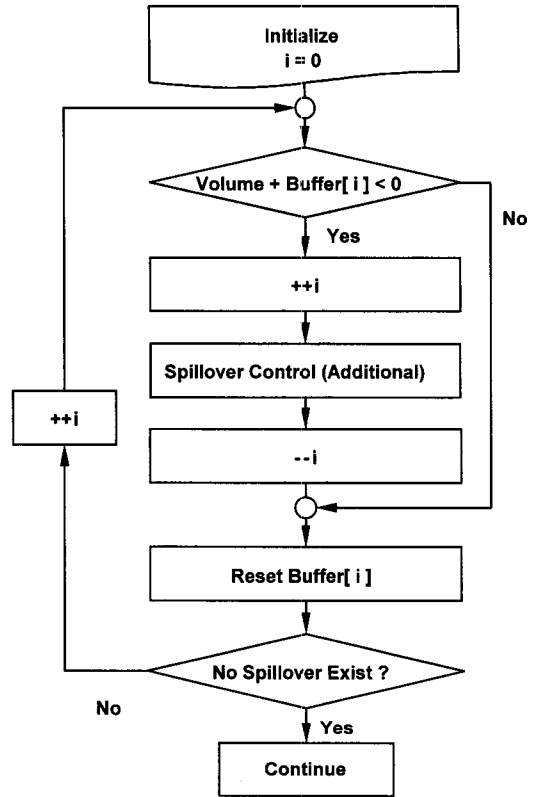 Initialize
i = 0
Volume + Buffer[ i ] < 0
No
Yes
++i
Spillover Control (Additional)
++i
--i
Reset Buffer[ i ]
No Spillover Exist ?
No
Yes
Continue